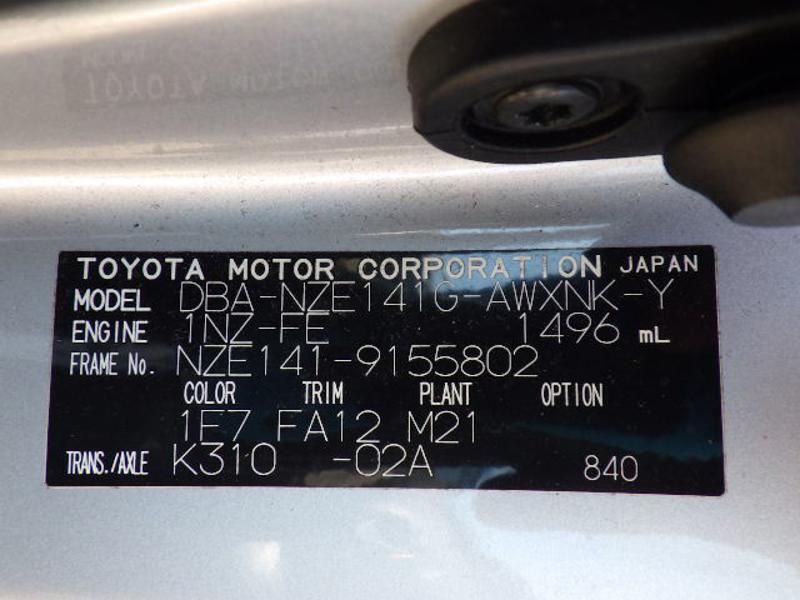 TOYOTA MOTOR CORPORATION JAPAN
MODEL DBA-NZE141G-AWXNK-Y
ENGINE 1NZ-FE 1496 mL
FRAME No. NZE141-9155802
COLOR TRIM PLANT OPTION
1E7 FA12 M21
TRANS./AXLE K310 -02A 840